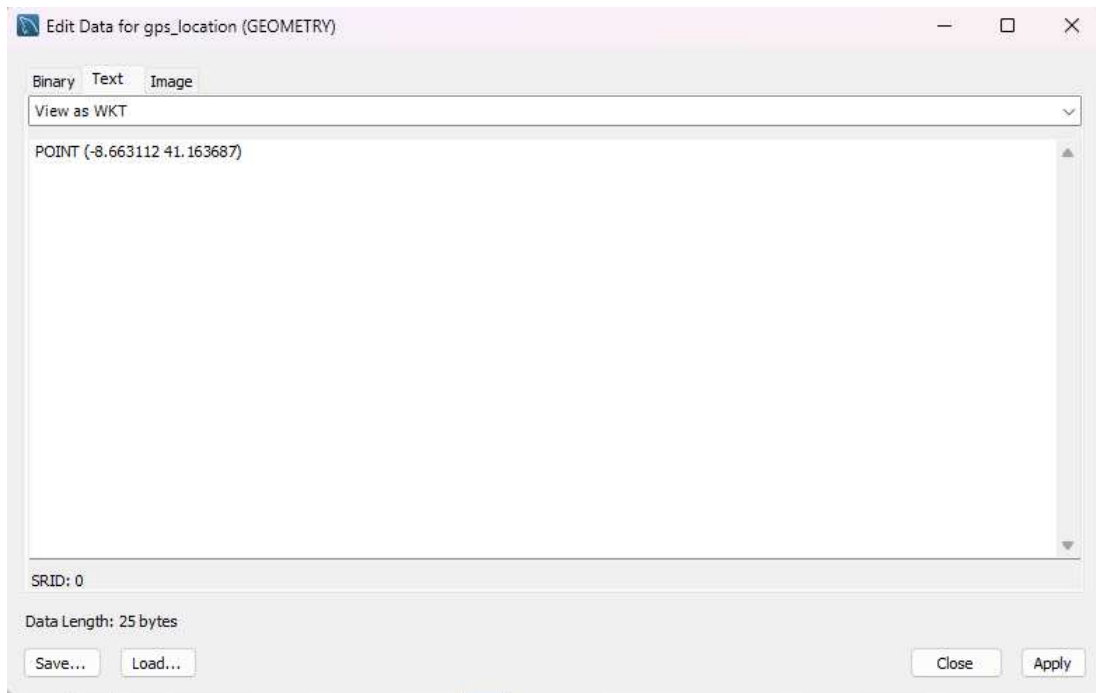 Edit Data for gps_location (GEOMETRY)
Binary Text Image
View as WKT
POINT (-8.663112 41.163687)
SRID: 0
Data Length: 25 bytes
Save... Load... Close Apply